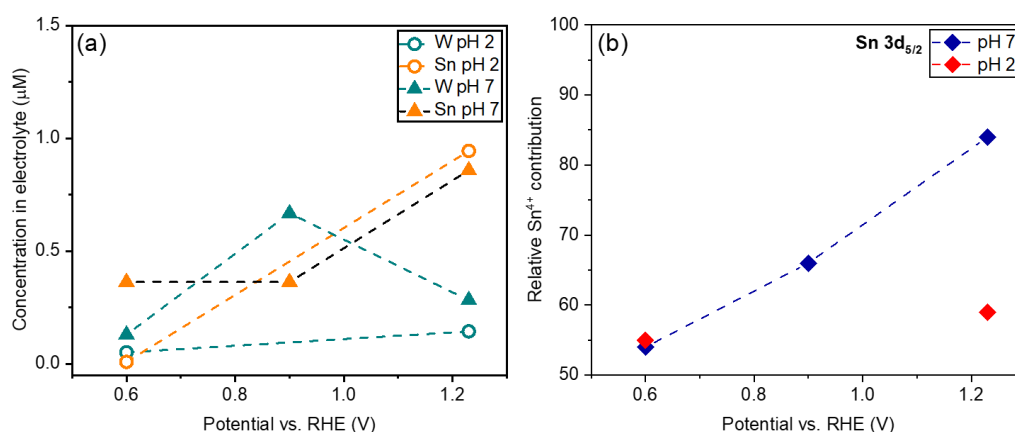 (a)
W pH 2
Sn pH 2
W pH 7
Sn pH 7
Concentration in electrolyte (μM)
1.5
1.0
0.5
0.0
0.6 0.8 1.0 1.2
Potential vs. RHE (V)
(b)
Sn 3d5/2
pH 7
pH 2
Relative Sn⁴⁺ contribution
100
90
80
70
60
50
0.6 0.8 1.0 1.2
Potential vs. RHE (V)